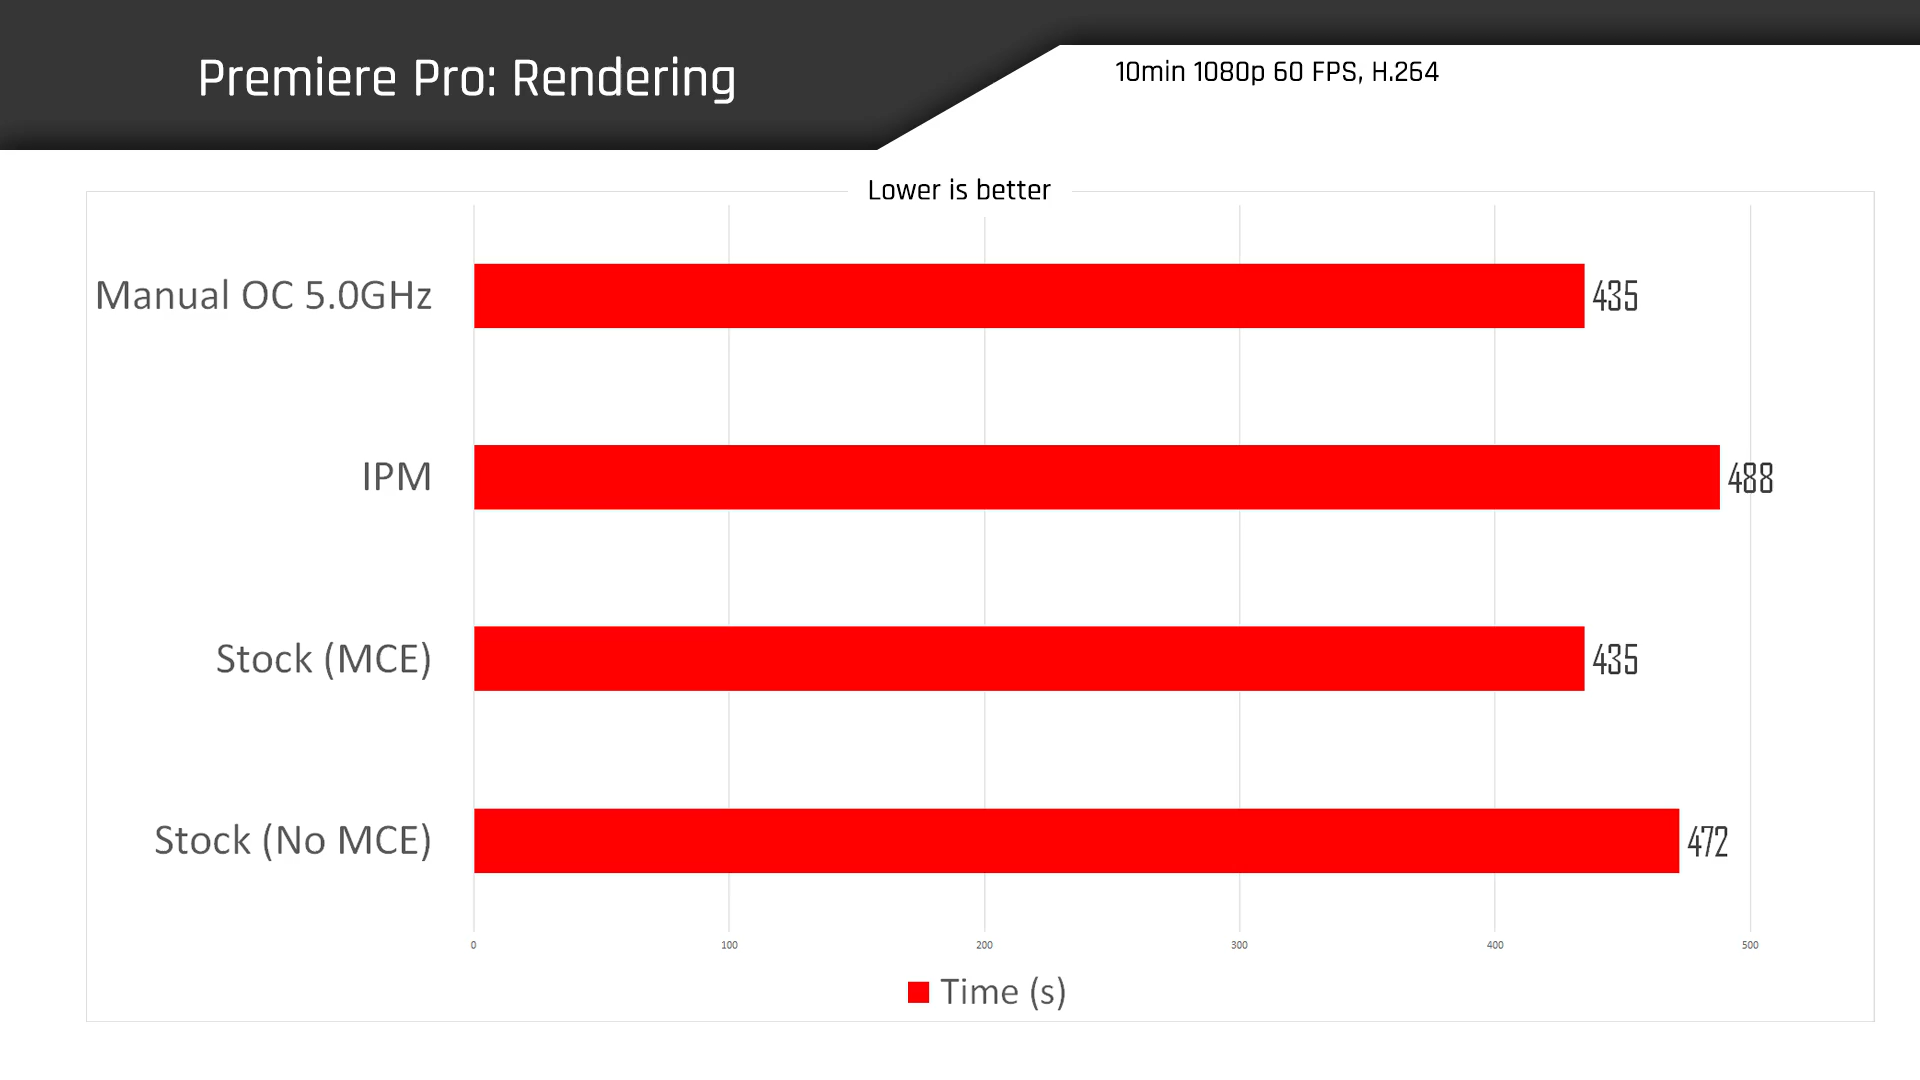 Premiere Pro: Rendering
10min 1080p 60 FPS, H.264
Lower is better
Manual OC 5.0GHz 435
IPM 488
Stock (MCE) 435
Stock (No MCE) 472
0 100 200 300 400 500
Time (s)